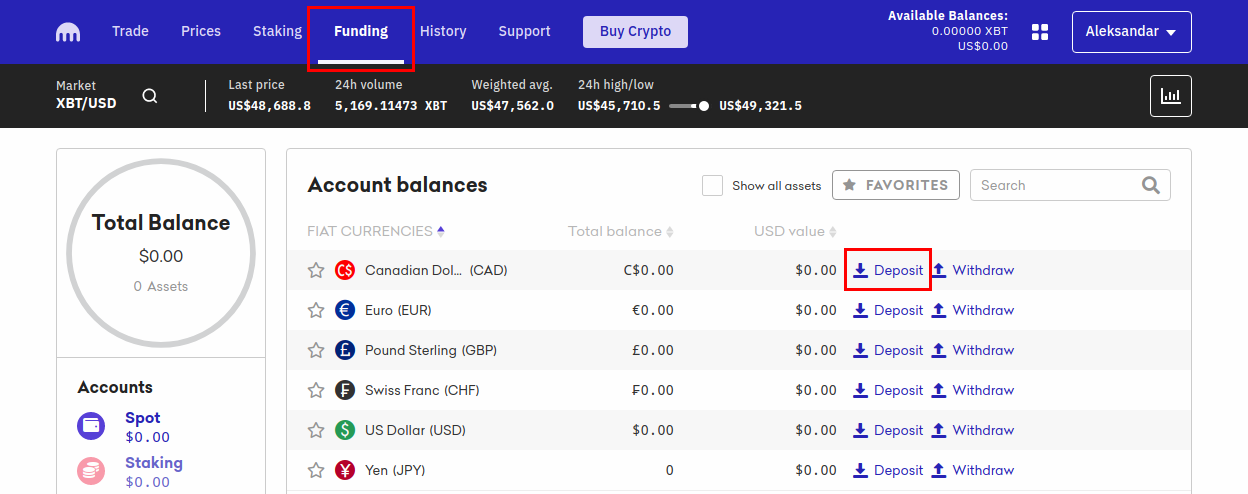 Trade Prices Staking Funding History Support Buy Crypto
Available Balances:
0.00000 XBT
US$0.00
Aleksandar
Market
XBT/USD
Last price
US$48,688.8
24h volume
5,169.11473 XBT
Weighted avg.
US$47,562.0
24h high/low
US$45,710.5 US$49,321.5
Total Balance
$0.00
0 Assets
Accounts
Spot
$0.00
Staking
$0.00
Account balances
Show all assets FAVORITES Search
FIAT CURRENCIES Total balance USD value
C$ Canadian Dol... (CAD) C$0.00 $0.00 Deposit Withdraw
€ Euro (EUR) €0.00 $0.00 Deposit Withdraw
£ Pound Sterling (GBP) £0.00 $0.00 Deposit Withdraw
₣ Swiss Franc (CHF) ₣0.00 $0.00 Deposit Withdraw
$ US Dollar (USD) $0.00 $0.00 Deposit Withdraw
¥ Yen (JPY) 0 $0.00 Deposit Withdraw